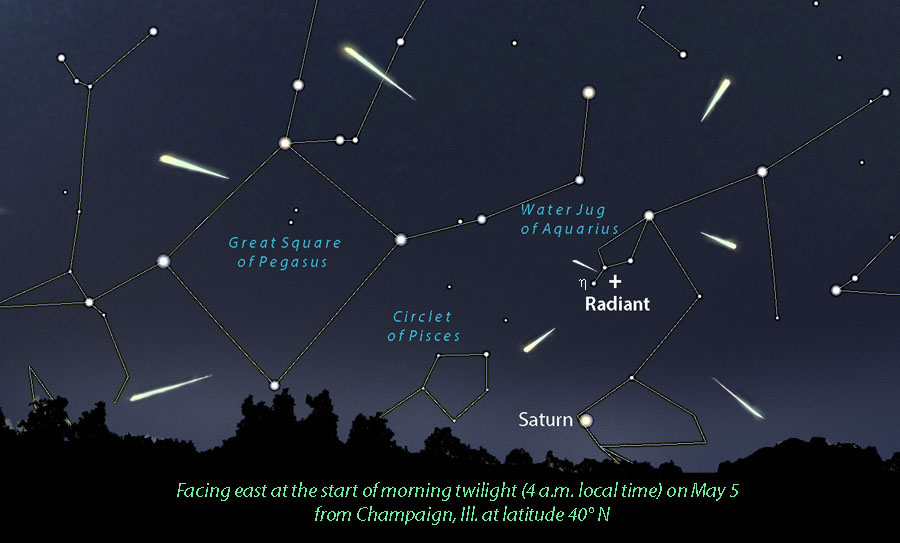 Water Jug
of Aquarius
Great Square
of Pegasus
η
Radiant
Circlet
of Pisces
Saturn
Facing east at the start of morning twilight (4 a.m. local time) on May 5
from Champaign, Ill. at latitude 40° N